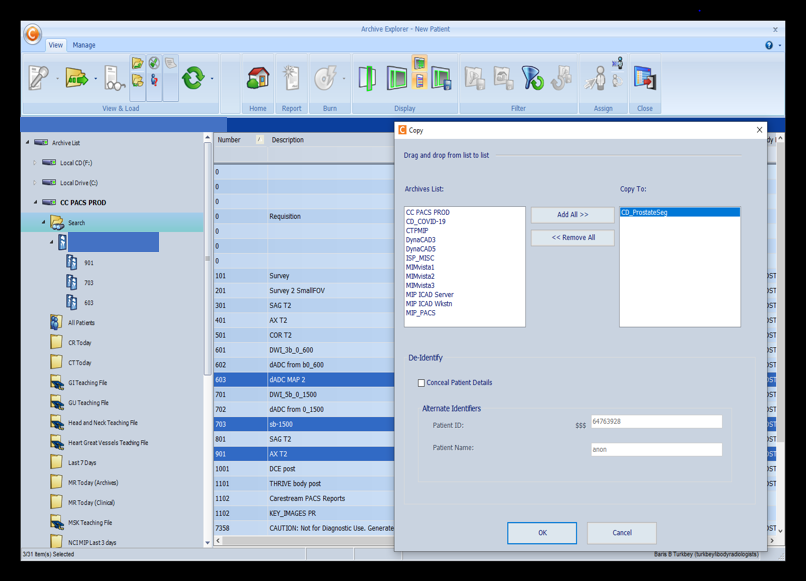 Archive Explorer - New Patient
x
View
Manage
View & Load
Home
Report
Burn
Display
Filter
Assign
Close
Archive List
Local CD(F:)
Local Drive (C:)
CC PACS PROD
Search
901
703
603
All Patients
CR Today
CT Today
GI Teaching File
GU Teaching File
Head and Neck Teaching File
Heart Great Vessels Teaching File
Last 7 Days
MR Today (Archives)
MR Today (Clinical)
MSK Teaching File
NCI MIP Last 3 days
Number / Description
0
0
0
0 Requisition
0
0
0
101 Survey
201 Survey 2 SmallFOV
301 SAG T2
401 AX T2
501 COR T2
601 DWI_3b_0_600
602 dADC from b0_600
603 dADC MAP 2
701 DWI_5b_0_1500
702 dADC from 0_1500
703 sb-1500
801 SAG T2
901 AX T2
1001 DCE post
1101 THRIVE body post
1102 Carestream PACS Reports
1102 KEY_IMAGES PR
7358 CAUTION: Not for Diagnostic Use. Generate
Copy
Drag and drop from list to list
Archives List:
CC PACS PROD
CD_COVID-19
CTPMIP
DynaCAD3
DynaCAD5
ISP_MISC
MIMvista1
MIMvista2
MIMvista3
MIP ICAD Server
MIP ICAD Wkstn
MIP_PACS
Add All >>
<< Remove All
Copy To:
CD_ProstateSeg
De-Identify
Conceal Patient Details
Alternate Identifiers
Patient ID: $$$ 64763928
Patient Name: anon
OK
Cancel
3/31 Item(s) Selected
Baris B Turkbey (turkbey\bodyradiologists)